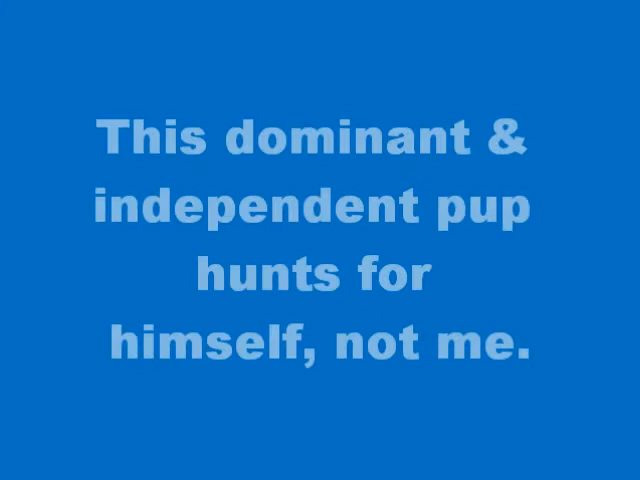 This dominant &
independent pup
hunts for
himself, not me.